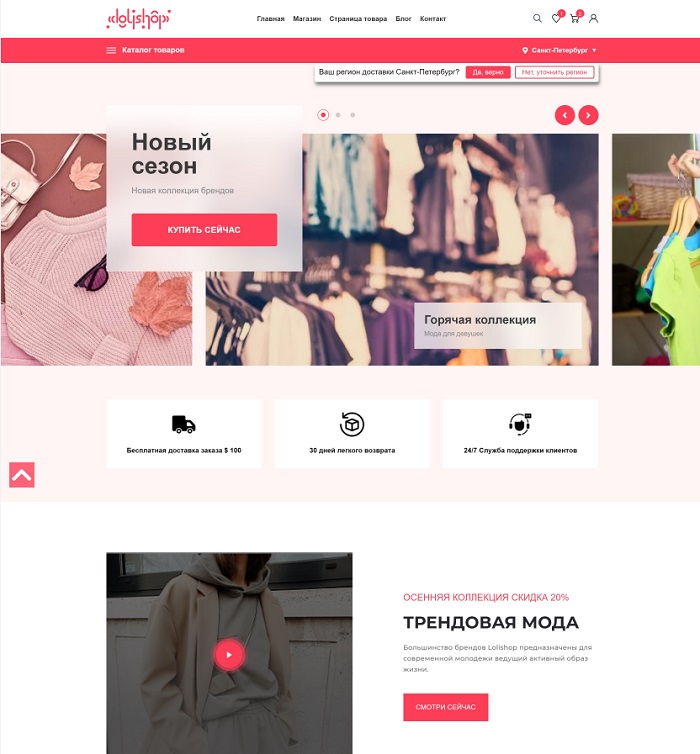 lolishop
Главная Магазин Страница товара Блог Контакт
1
2
Каталог товаров
Санкт-Петербург
Ваш регион доставки Санкт-Петербург? Да, верно Нет, уточнить регион
Новый
сезон
Новая коллекция брендов
КУПИТЬ СЕЙЧАС
Горячая коллекция
Мода для девушек
Бесплатная доставка заказа $ 100
30 дней легкого возврата
24/7 Служба поддержки клиентов
ОСЕННЯЯ КОЛЛЕКЦИЯ СКИДКА 20%
ТРЕНДОВАЯ МОДА
Большинство брендов Lolishop предназначены для
современной молодежи ведущий активный образ
жизни.
СМОТРИ СЕЙЧАС